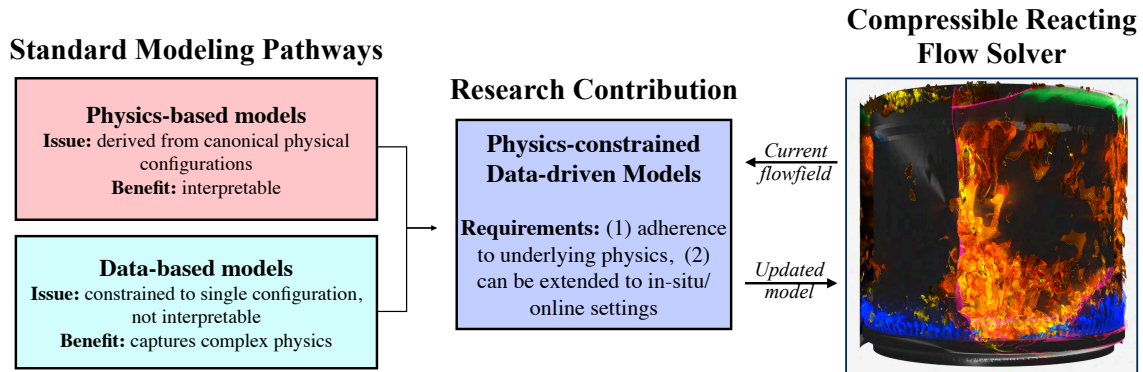 Standard Modeling Pathways
Physics-based models
Issue: derived from canonical physical
configurations
Benefit: interpretable
Data-based models
Issue: constrained to single configuration,
not interpretable
Benefit: captures complex physics
Research Contribution
Physics-constrained
Data-driven Models
Requirements: (1) adherence
to underlying physics, (2)
can be extended to in-situ/
online settings
Current
flowfield
Updated
model
Compressible Reacting
Flow Solver